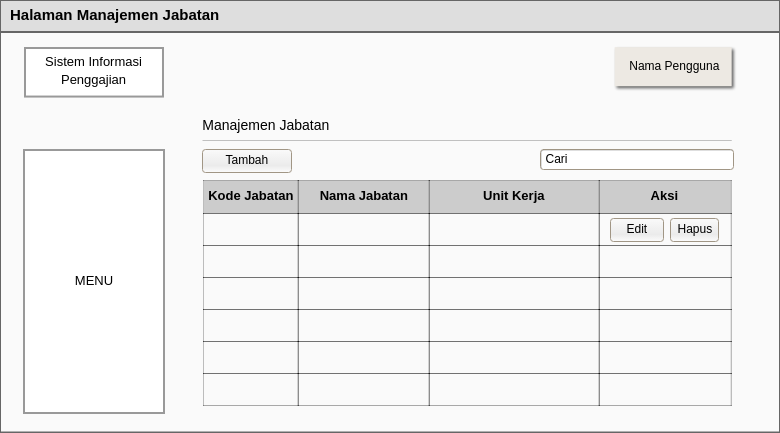 Halaman Manajemen Jabatan
Sistem Informasi
Penggajian
Nama Pengguna
Manajemen Jabatan
Tambah
Cari
Kode Jabatan Nama Jabatan Unit Kerja Aksi
Edit Hapus
MENU